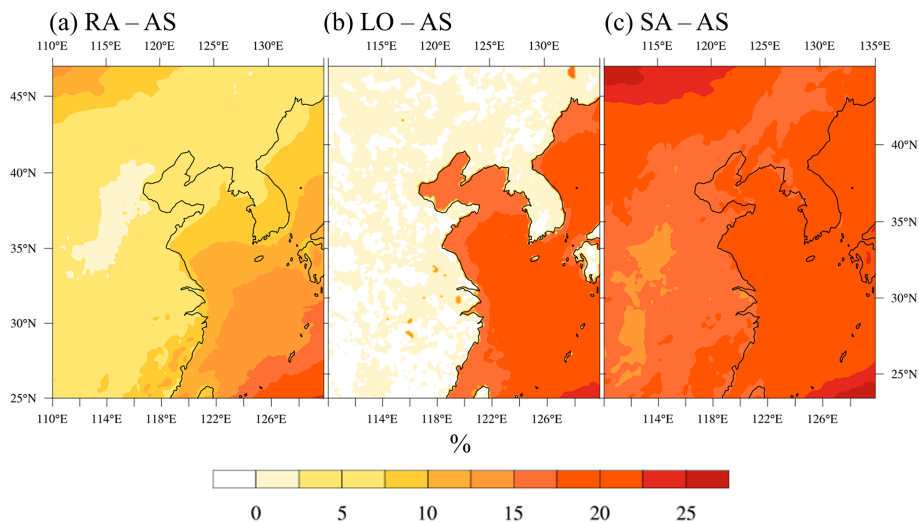 (a) RA – AS (b) LO – AS (c) SA – AS
110°E 115°E 120°E 125°E 130°E 115°E 120°E 125°E 130°E 115°E 120°E 125°E 130°E 135°E
45°N
40°N 40°N
35°N 35°N
30°N 30°N
25°N 25°N
110°E 114°E 118°E 122°E 126°E 114°E 118°E 122°E 126°E 114°E 118°E 122°E 126°E
%
0 5 10 15 20 25